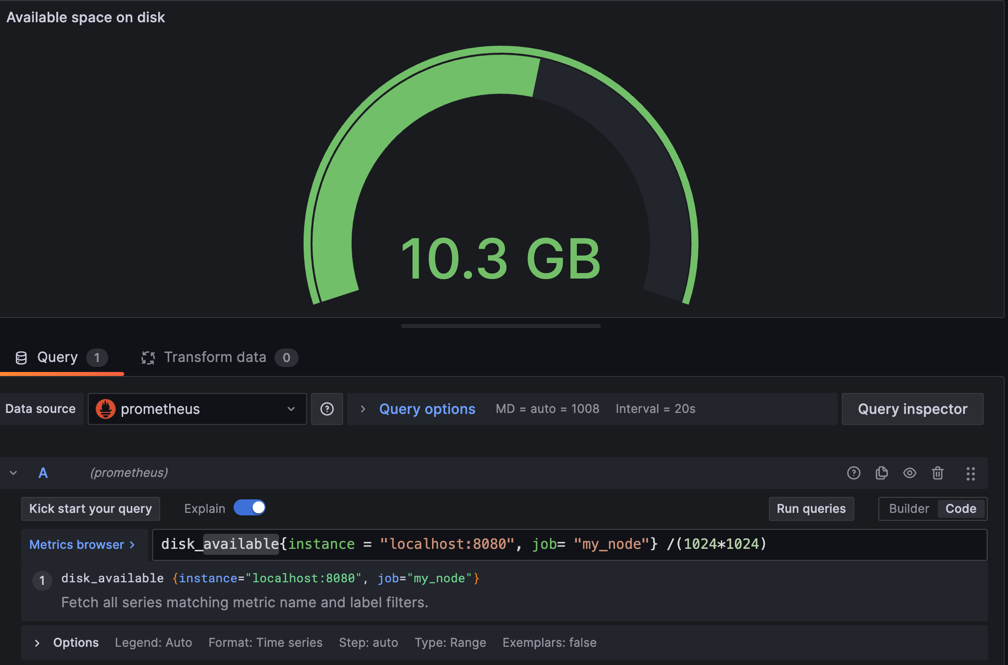 Available space on disk
10.3 GB
Query 1 Transform data 0
Data source prometheus Query options MD = auto = 1008 Interval = 20s Query inspector
A (prometheus)
Kick start your query Explain Run queries Builder Code
Metrics browser > disk_available{instance = "localhost:8080", job= "my_node"} /(1024*1024)
1 disk_available {instance="localhost:8080", job="my_node"}
Fetch all series matching metric name and label filters.
Options Legend: Auto Format: Time series Step: auto Type: Range Exemplars: false